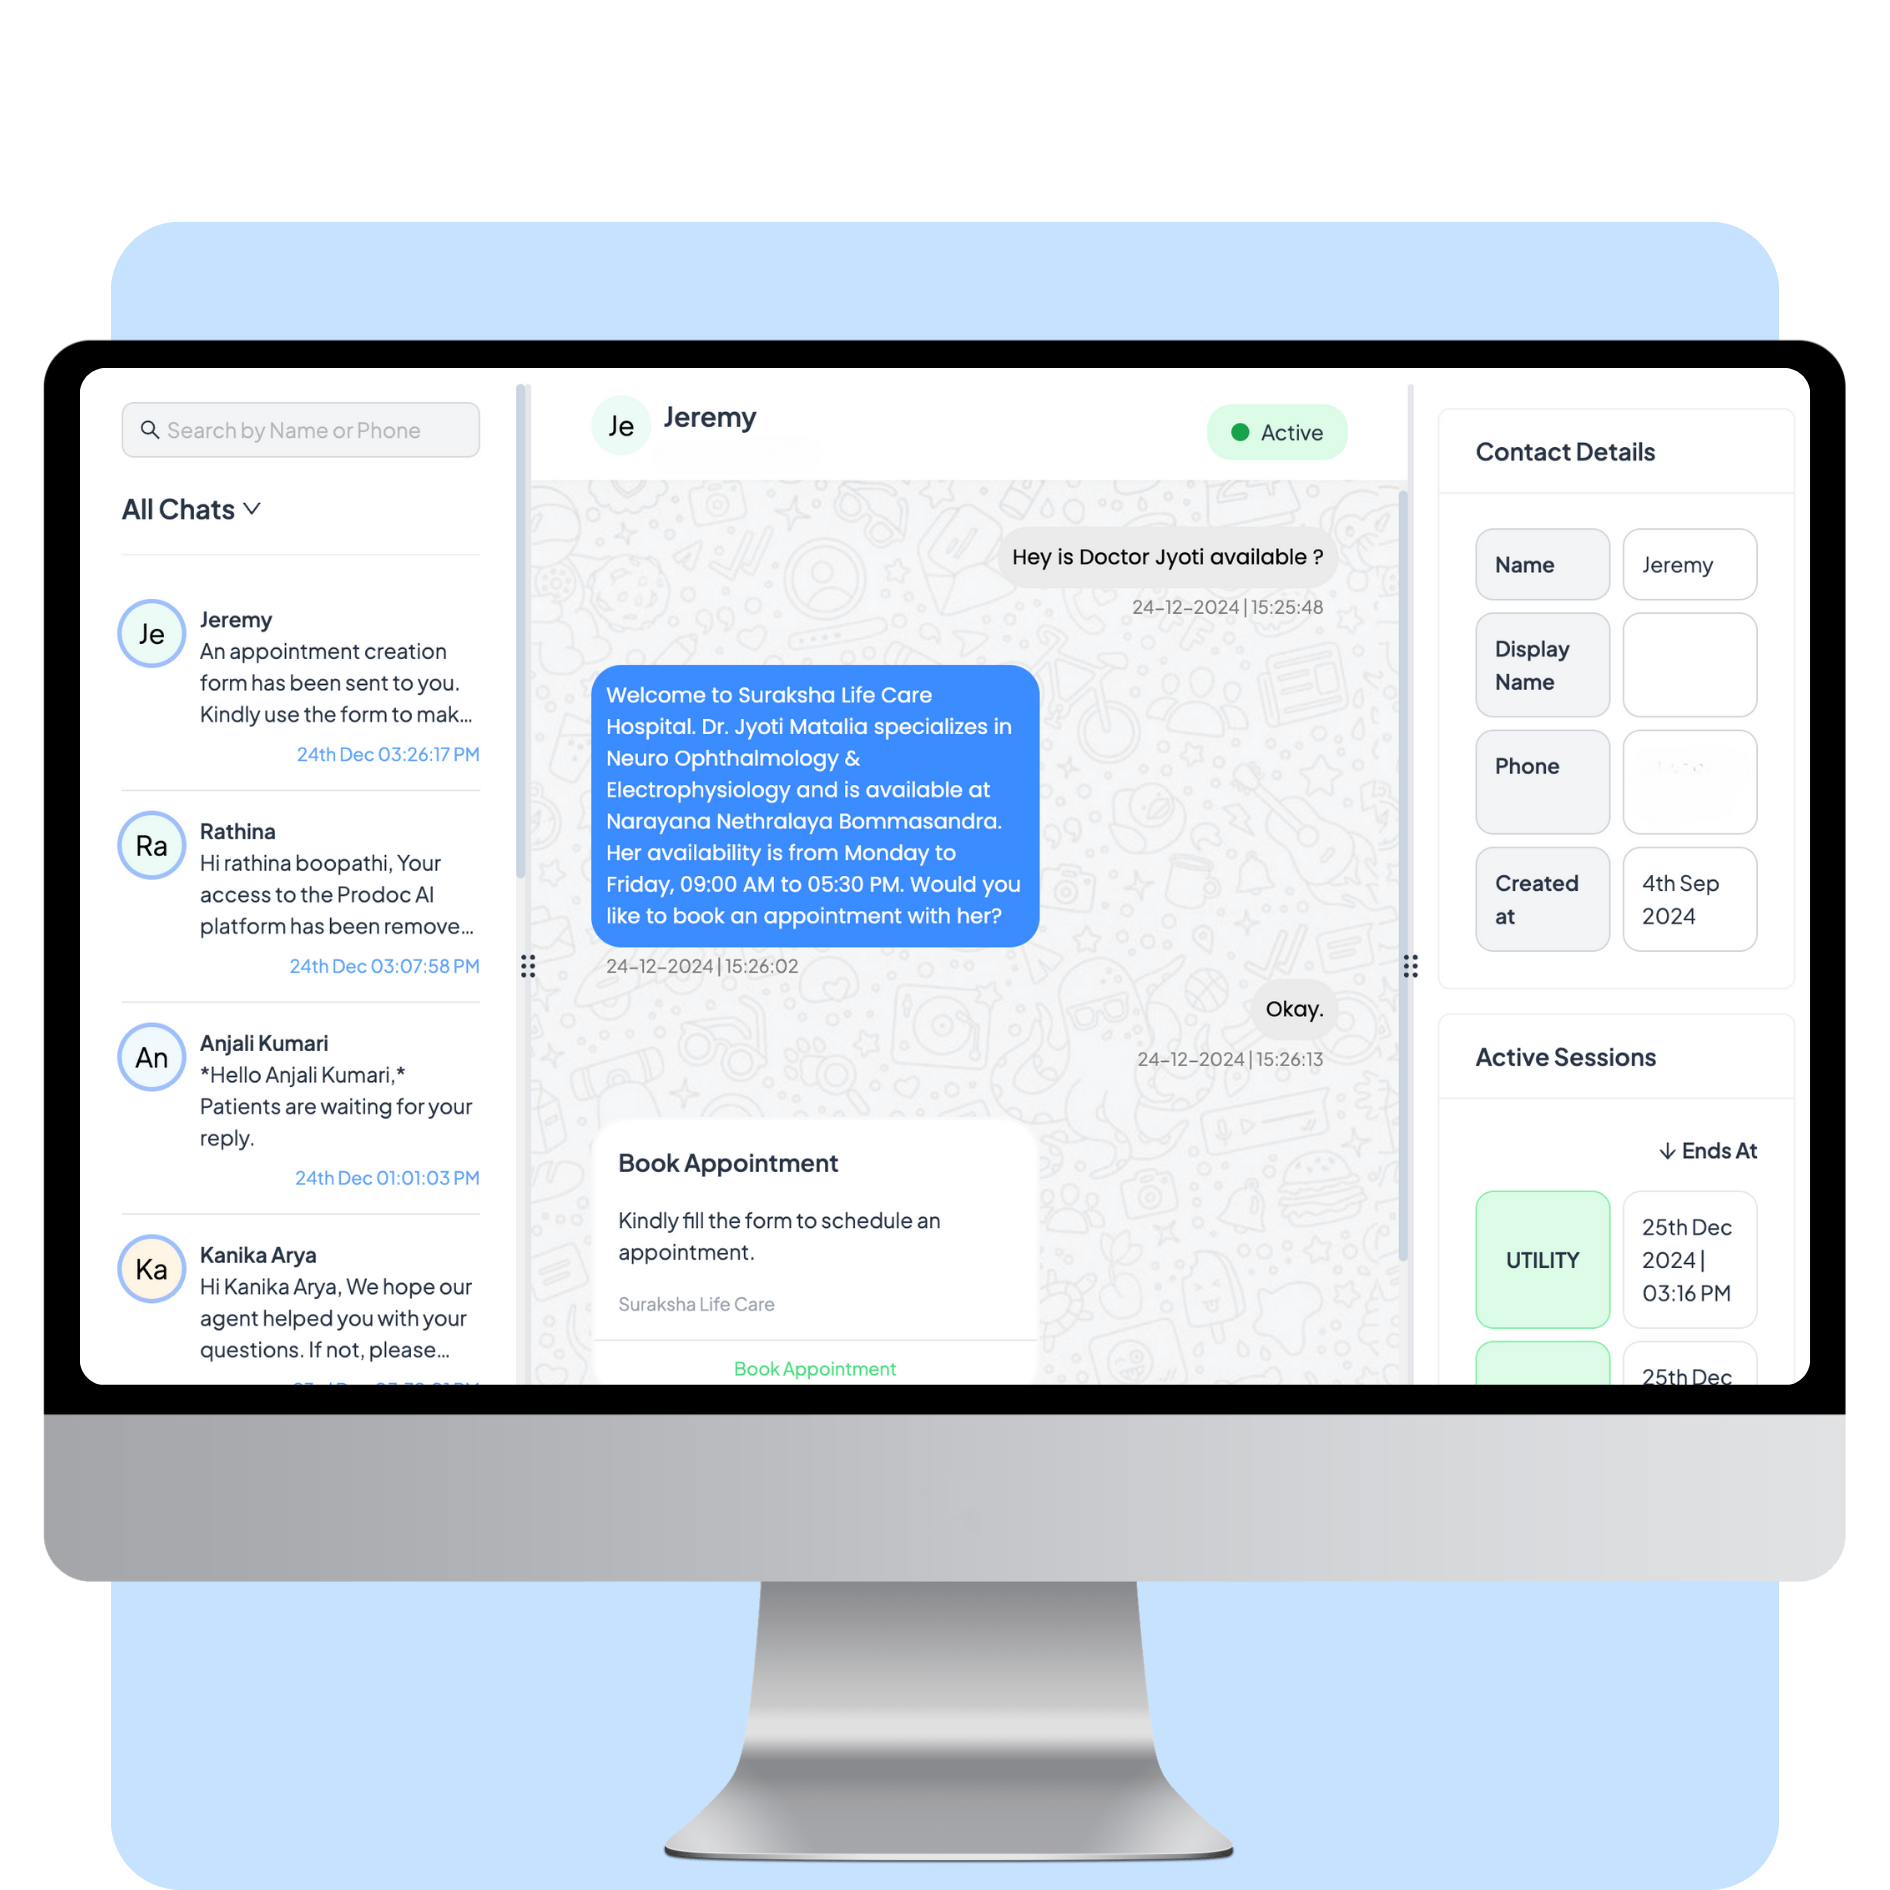 Search by Name or Phone
All Chats
Je
Jeremy
An appointment creation
form has been sent to you.
Kindly use the form to mak...
24th Dec 03:26:17 PM
Ra
Rathina
Hi rathina boopathi, Your
access to the Prodoc AI
platform has been remove...
24th Dec 03:07:58 PM
An
Anjali Kumari
*Hello Anjali Kumari,*
Patients are waiting for your
reply.
24th Dec 01:01:03 PM
Ka
Kanika Arya
Hi Kanika Arya, We hope our
agent helped you with your
questions. If not, please...
Je
Jeremy
Active
Hey is Doctor Jyoti available ?
24-12-2024 | 15:25:48
Welcome to Suraksha Life Care
Hospital. Dr. Jyoti Matalia specializes in
Neuro Ophthalmology &
Electrophysiology and is available at
Narayana Nethralaya Bommasandra.
Her availability is from Monday to
Friday, 09:00 AM to 05:30 PM. Would you
like to book an appointment with her?
24-12-2024 | 15:26:02
Okay.
24-12-2024 | 15:26:13
Book Appointment
Kindly fill the form to schedule an
appointment.
Suraksha Life Care
Book Appointment
Contact Details
Name
Jeremy
Display
Name
Phone
Created
at
4th Sep
2024
Active Sessions
↓ Ends At
UTILITY
25th Dec
2024 |
03:16 PM
25th Dec